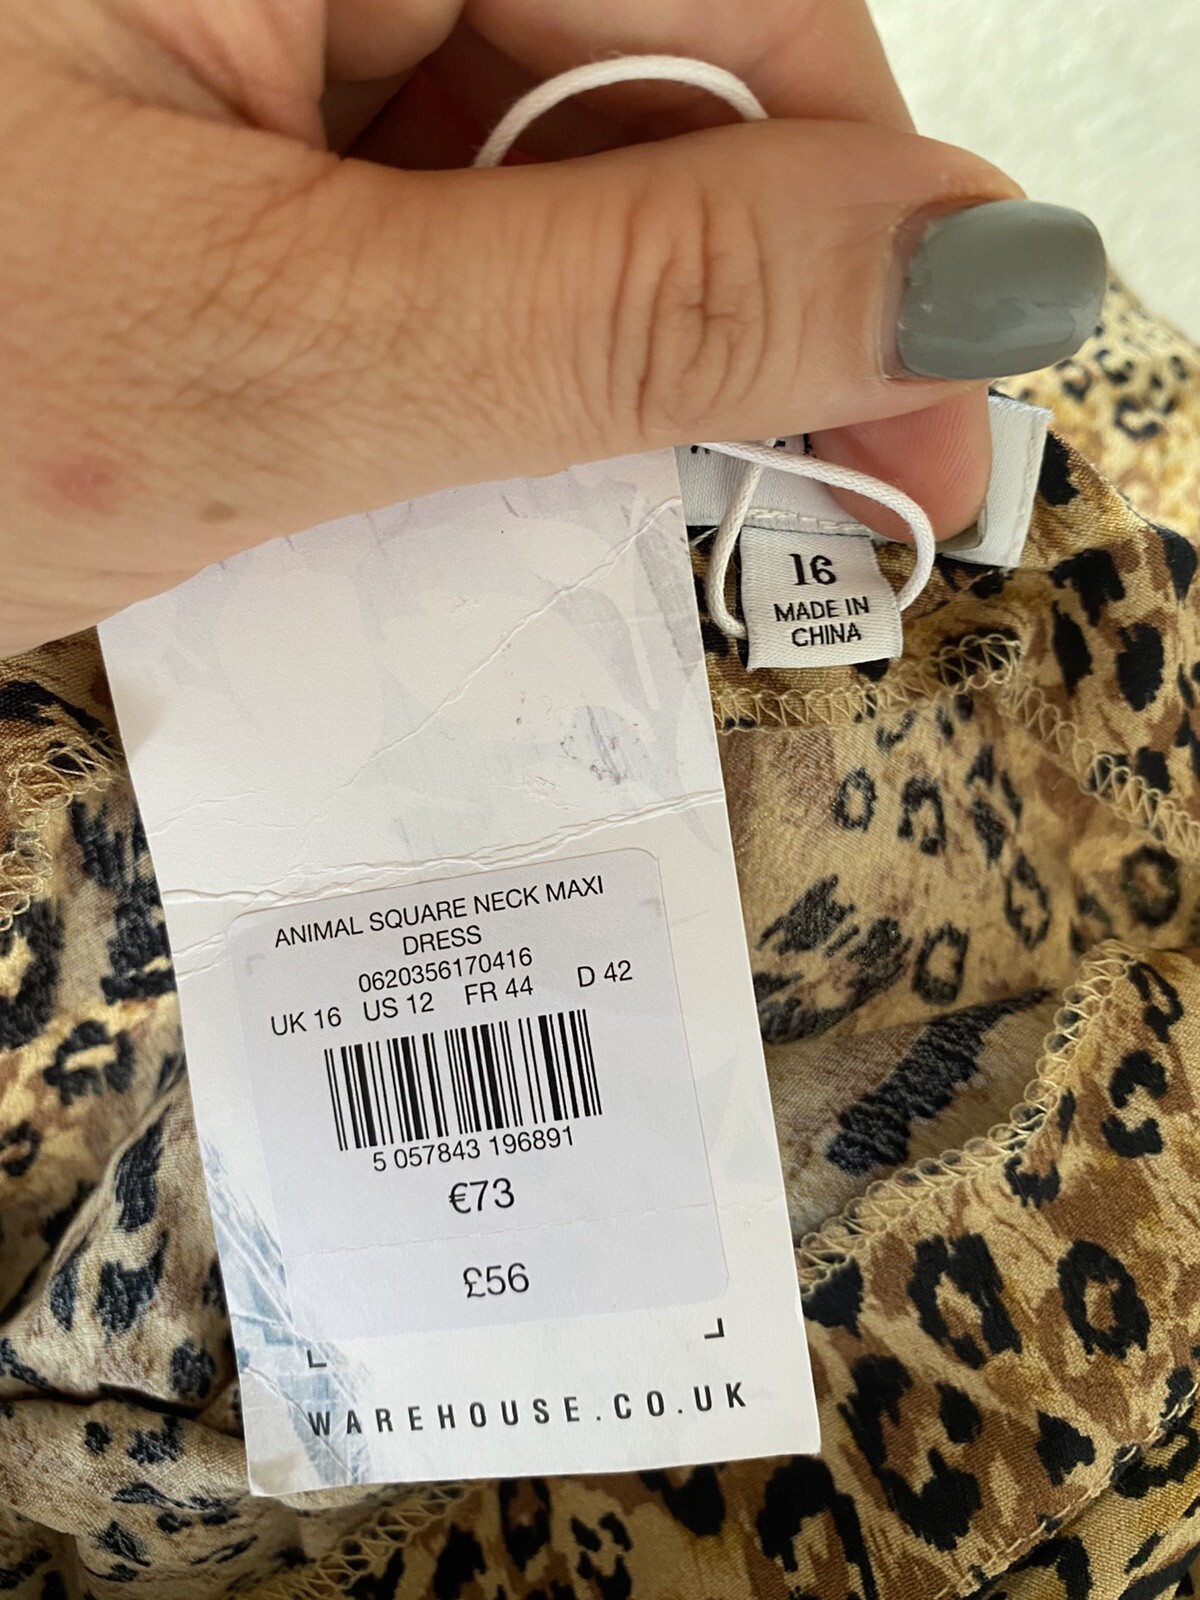 16
MADE IN
CHINA
ANIMAL SQUARE NECK MAXI
DRESS
0620356170416
UK 16 US 12 FR 44 D 42
5 057843 196891
€73
£56
WAREHOUSE.CO.UK